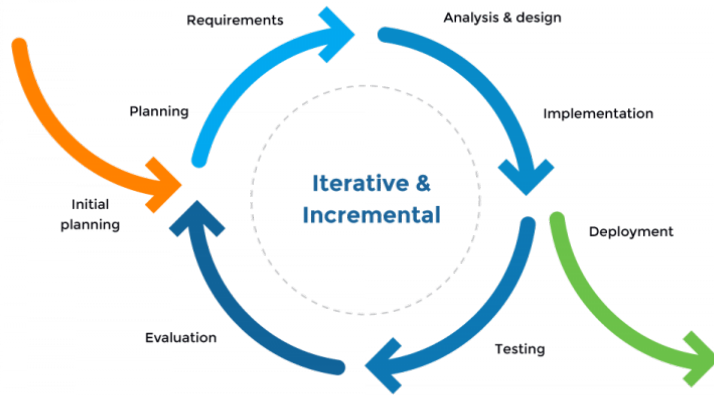 Requirements
Analysis & design
Planning
Implementation
Iterative &
Incremental
Initial
planning
Deployment
Evaluation
Testing